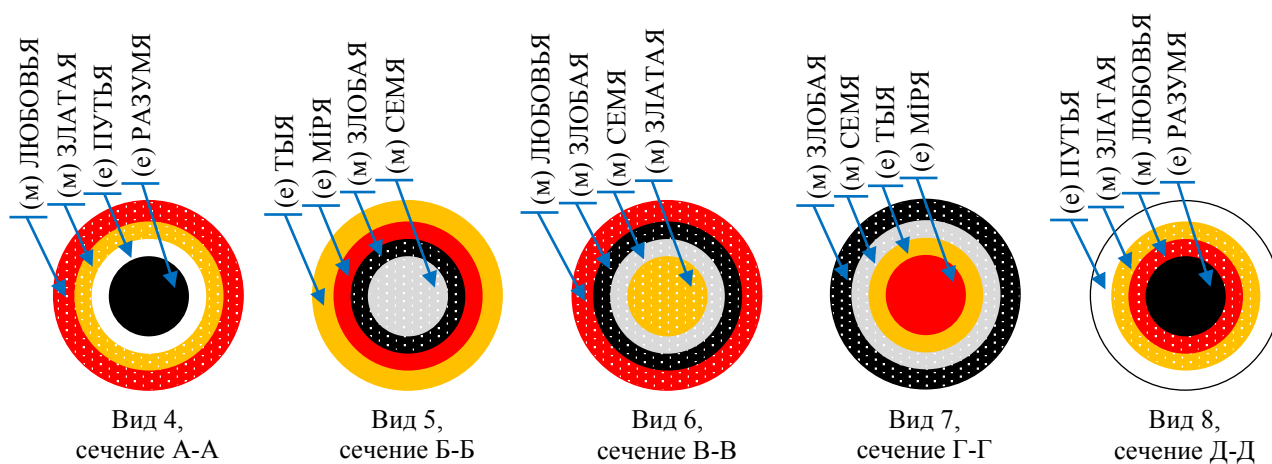 (м) ЛЮБОВЬЯ
(м) ЗЛАТАЯ
(е) ПУТЬЯ
(е) РАЗУМЯ
Вид 4,
сечение А-А
(е) ТЫЯ
(е) МІРЯ
(м) ЗЛОБАЯ
(м) СЕМЯ
Вид 5,
сечение Б-Б
(м) ЛЮБОВЬЯ
(м) ЗЛОБАЯ
(м) СЕМЯ
(м) ЗЛАТАЯ
Вид 6,
сечение В-В
(м) ЗЛОБАЯ
(м) СЕМЯ
(е) ТЫЯ
(е) МІРЯ
Вид 7,
сечение Г-Г
(е) ПУТЬЯ
(м) ЗЛАТАЯ
(м) ЛЮБОВЬЯ
(е) РАЗУМЯ
Вид 8,
сечение Д-Д